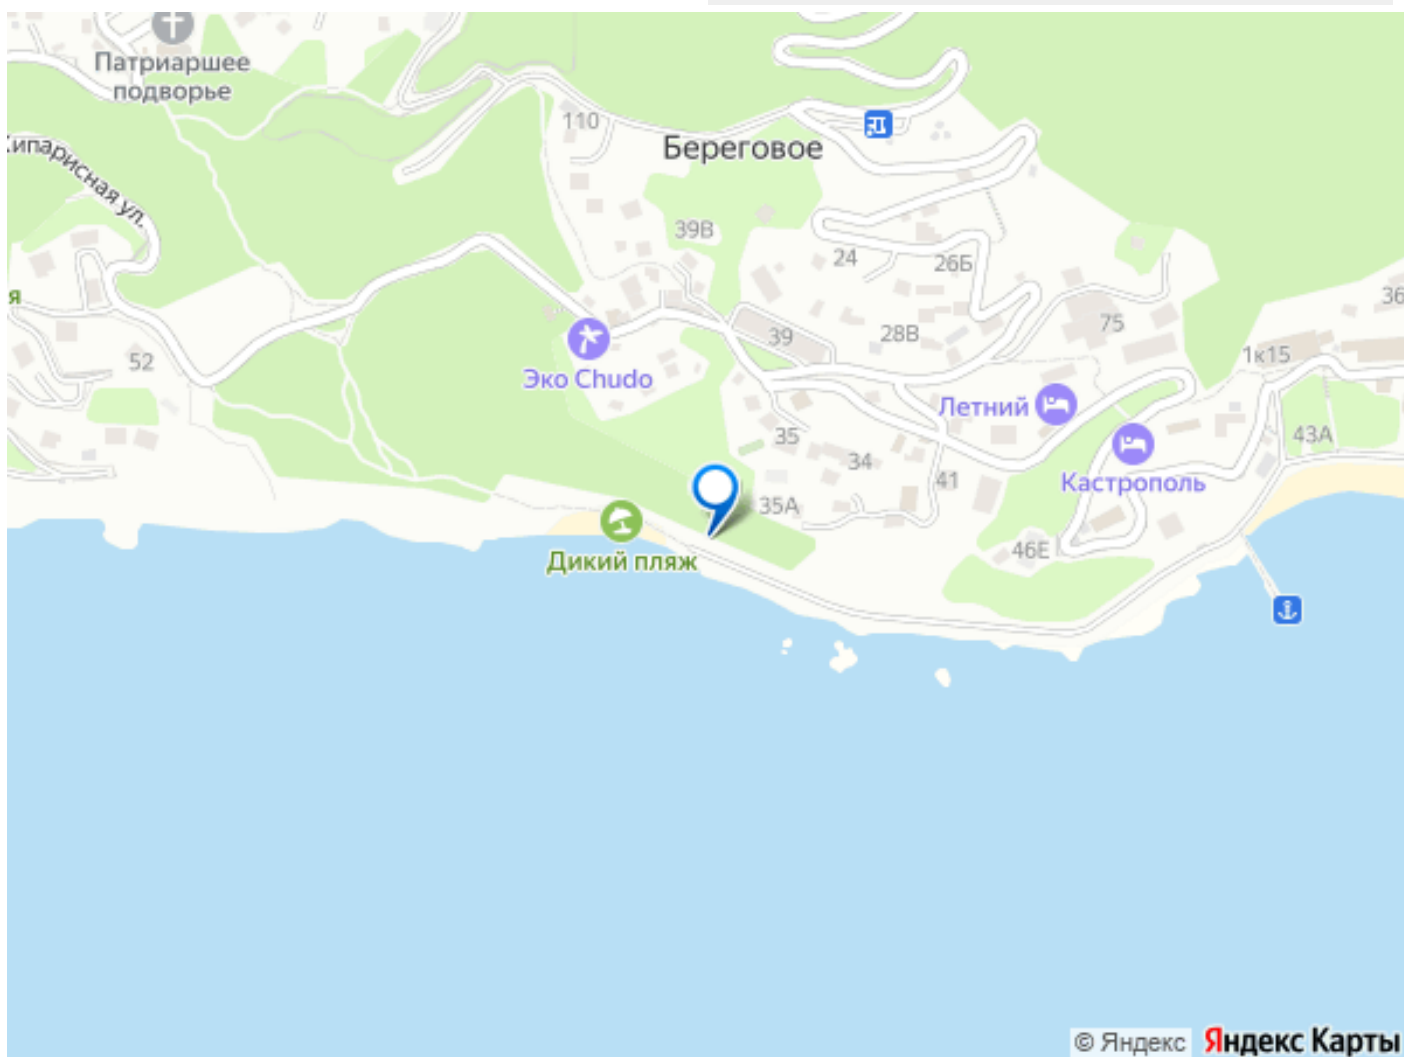 Патриаршее
подворье
110
Береговое
Кипарисная ул.
39В
24
26Б
я
36
39
28В
75
1к15
52
Эко Chudo
Летний
35
34
43А
Кастрополь
41
35А
Дикий пляж
46Е
© Яндекс Яндекс Карты